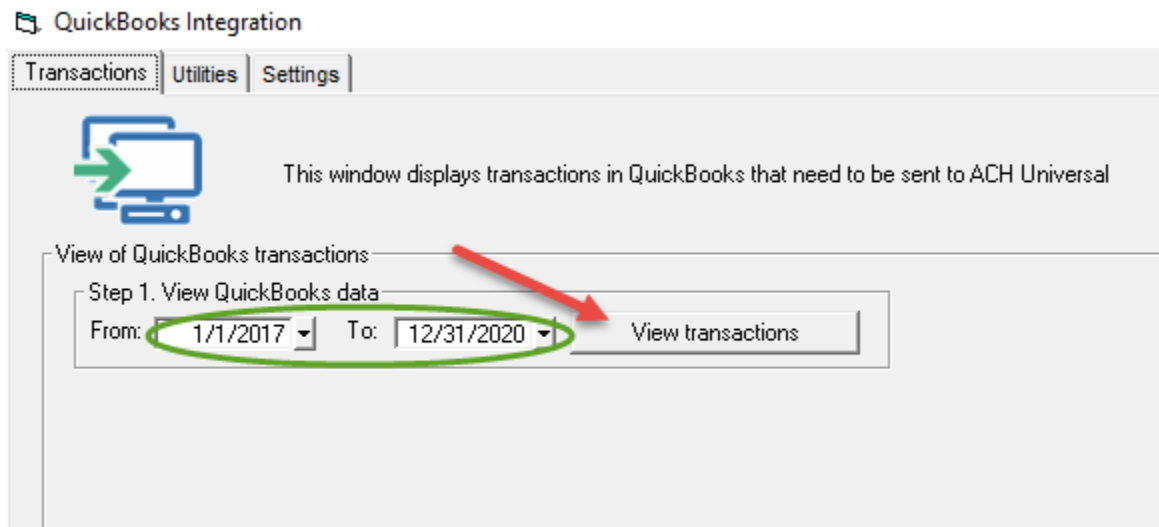 QuickBooks Integration
Transactions Utilities Settings
This window displays transactions in QuickBooks that need to be sent to ACH Universal
View of QuickBooks transactions
Step 1. View QuickBooks data
From: 1/1/2017 To: 12/31/2020 View transactions